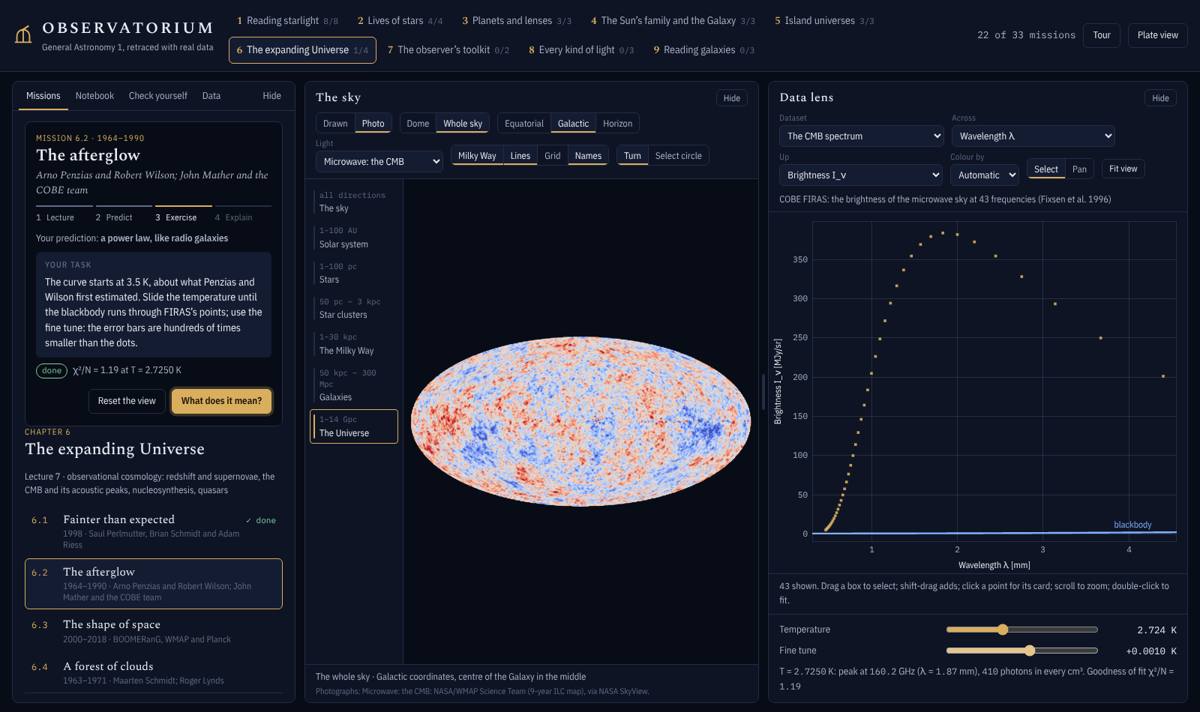 OBSERVATORIUM
General Astronomy 1, retraced with real data
1 Reading starlight 8/8
2 Lives of stars 4/4
3 Planets and lenses 3/3
4 The Sun's family and the Galaxy 3/3
5 Island universes 3/3
6 The expanding Universe 1/4
7 The observer's toolkit 0/2
8 Every kind of light 0/3
9 Reading galaxies 0/3
22 of 33 missions
Tour
Plate view
Missions
Notebook
Check yourself
Data
Hide
MISSION 6.2 · 1964–1990
The afterglow
Arno Penzias and Robert Wilson; John Mather and the
COBE team
1 Lecture
2 Predict
3 Exercise
4 Explain
Your prediction: a power law, like radio galaxies
YOUR TASK
The curve starts at 3.5 K, about what Penzias and
Wilson first estimated. Slide the temperature until
the blackbody runs through FIRAS's points; use the
fine tune: the error bars are hundreds of times
smaller than the dots.
done χ²/N = 1.19 at T = 2.7250 K
Reset the view
What does it mean?
CHAPTER 6
The expanding Universe
Lecture 7 · observational cosmology: redshift and supernovae, the
CMB and its acoustic peaks, nucleosynthesis, quasars
6.1 Fainter than expected ✓ done
1998 · Saul Perlmutter, Brian Schmidt and Adam
Riess
6.2 The afterglow
1964–1990 · Arno Penzias and Robert Wilson; John
Mather and the COBE team
6.3 The shape of space
2000–2018 · BOOMERanG, WMAP and Planck
6.4 A forest of clouds
1963–1971 · Maarten Schmidt; Roger Lynds
The sky
Hide
Drawn
Photo
Dome
Whole sky
Equatorial
Galactic
Horizon
Light
Microwave: the CMB
Milky Way
Lines
Grid
Names
Turn
Select circle
all directions
The sky
1–100 AU
Solar system
1–100 pc
Stars
50 pc – 3 kpc
Star clusters
1–30 kpc
The Milky Way
50 kpc – 300
Mpc
Galaxies
1–14 Gpc
The Universe
The whole sky · Galactic coordinates, centre of the Galaxy in the middle
Photographs: Microwave: the CMB: NASA/WMAP Science Team (9-year ILC map), via NASA SkyView.
Data lens
Hide
Dataset
The CMB spectrum
Across
Wavelength λ
Up
Brightness I_ν
Colour by
Automatic
Select
Pan
Fit view
COBE FIRAS: the brightness of the microwave sky at 43 frequencies (Fixsen et al. 1996)
Brightness I_ν [MJy/sr]
350
300
250
200
150
100
50
0
blackbody
1
2
3
4
Wavelength λ [mm]
43 shown. Drag a box to select; shift-drag adds; click a point for its card; scroll to zoom; double-click to
fit.
Temperature 2.724 K
Fine tune +0.0010 K
T = 2.7250 K: peak at 160.2 GHz (λ = 1.87 mm), 410 photons in every cm³. Goodness of fit χ²/N =
1.19